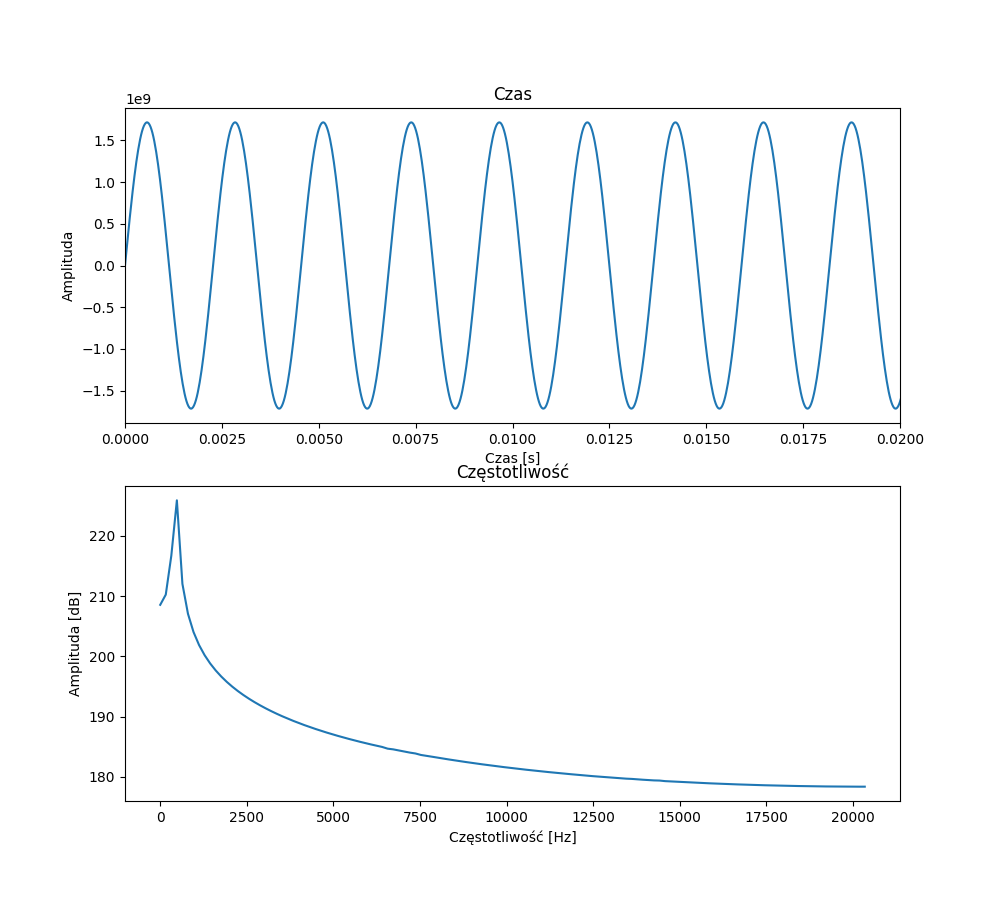 Czas
1e9
Amplituda
1.5
1.0
0.5
0.0
−0.5
−1.0
−1.5
0.0000 0.0025 0.0050 0.0075 0.0100 0.0125 0.0150 0.0175 0.0200
Czas [s]
Częstotliwość
Amplituda [dB]
220
210
200
190
180
0 2500 5000 7500 10000 12500 15000 17500 20000
Częstotliwość [Hz]